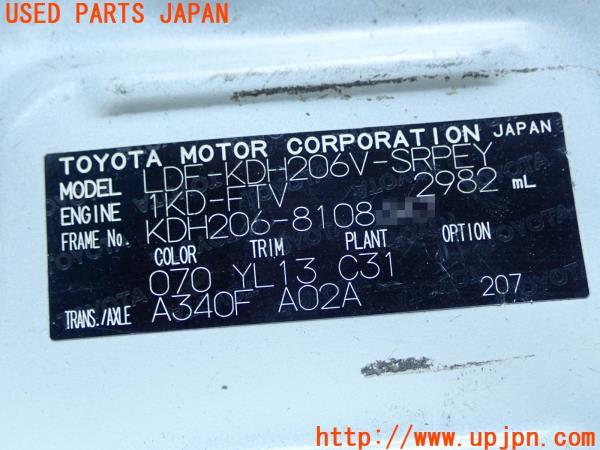 USED PARTS JAPAN
TOYOTA MOTOR CORPORATION JAPAN
MODEL LDF-KDH206V-SRPEY
ENGINE 1KD-FTV 2982 mL
FRAME No. KDH206-8108
COLOR TRIM PLANT OPTION
070 YL13 C31
TRANS./AXLE A340F A02A 207
http://www.upjpn.com